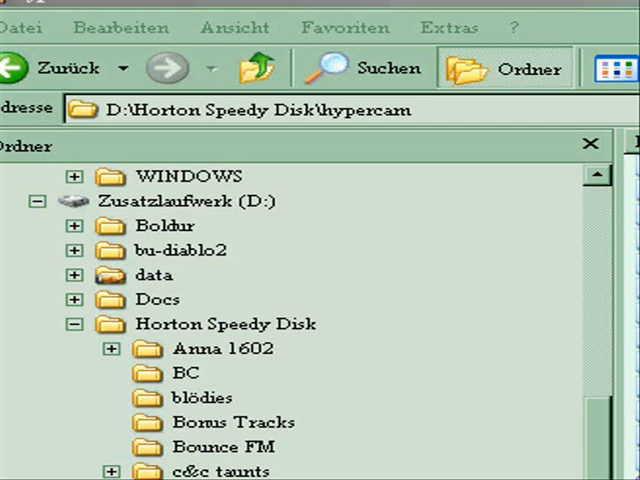 Datei Bearbeiten Ansicht Favoriten Extras ?
Zurück Suchen Ordner
dresse D:\Horton Speedy Disk\hypercam
Ordner
WINDOWS
Zusatzlaufwerk (D:)
Boldur
bu-diablo2
data
Docs
Horton Speedy Disk
Anna 1602
BC
blödies
Bonus Tracks
Bounce FM
c&c taunts